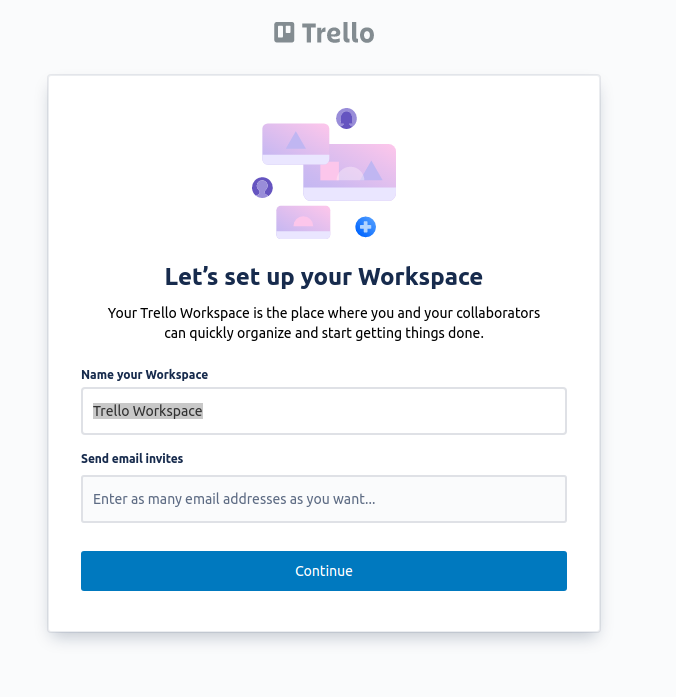 Trello
Let’s set up your Workspace
Your Trello Workspace is the place where you and your collaborators
can quickly organize and start getting things done.
Name your Workspace
Trello Workspace
Send email invites
Enter as many email addresses as you want...
Continue